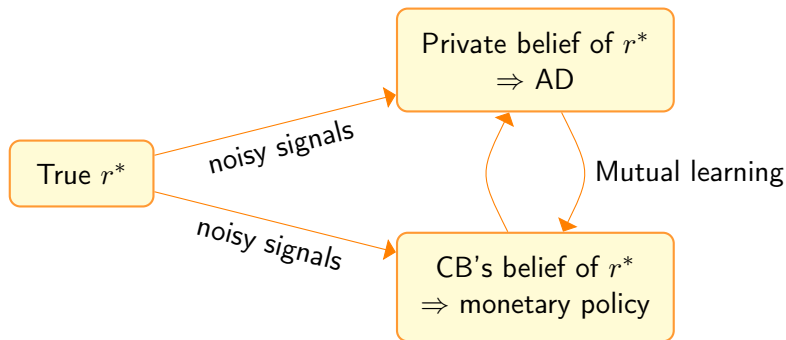 Private belief of r*
⇒ AD
noisy signals
True r*
Mutual learning
noisy signals
CB's belief of r*
⇒ monetary policy